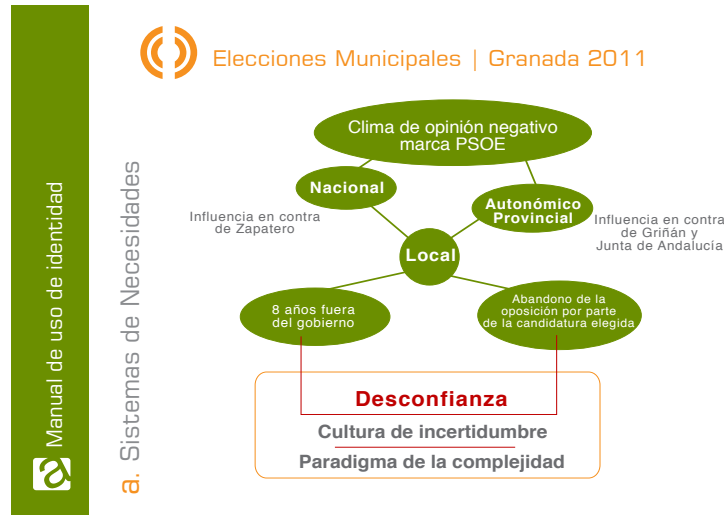 Elecciones Municipales | Granada 2011
Manual de uso de identidad
a. Sistemas de Necesidades
Clima de opinión negativo
marca PSOE
Nacional
Influencia en contra
de Zapatero
Autonómico
Provincial
Influencia en contra
de Griñán y
Junta de Andalucía
Local
8 años fuera
del gobierno
Abandono de la
oposición por parte
de la candidatura elegida
Desconfianza
Cultura de incertidumbre
Paradigma de la complejidad
a